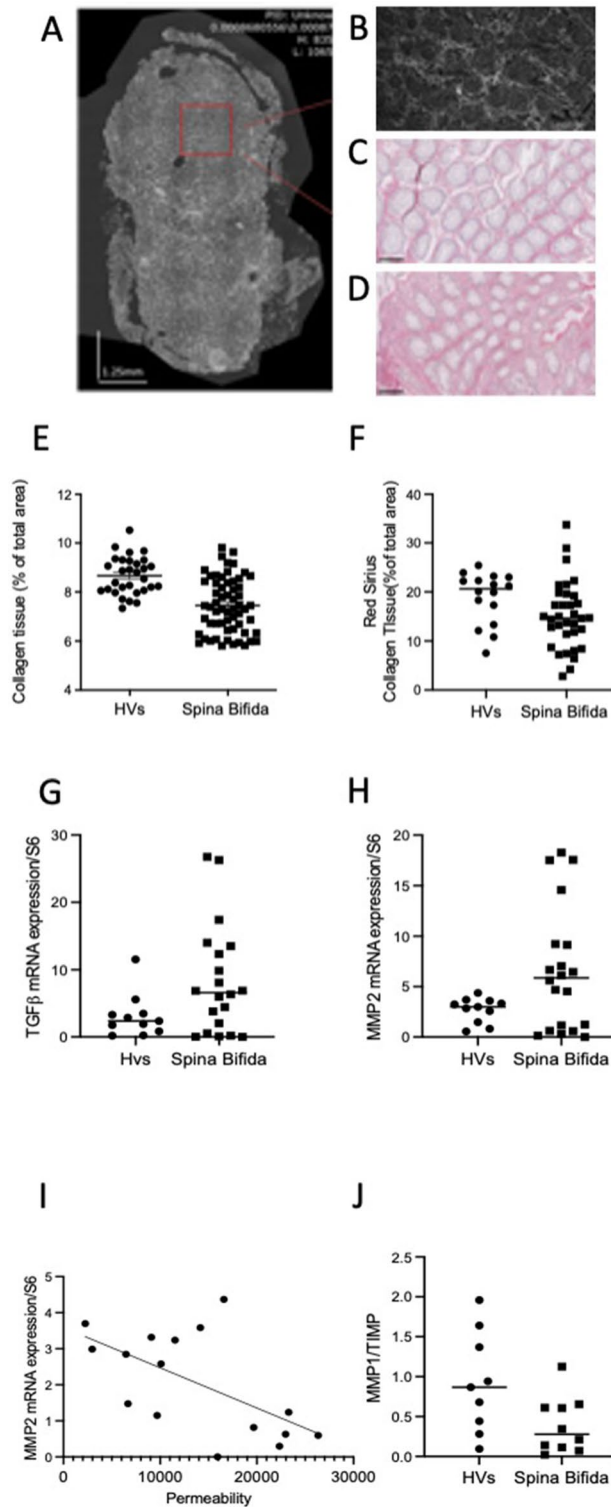 A
PID: Unknow
H: 835
1.25mm
B
C
D
E
Collagen tissue (% of total area)
12
10
8
6
4
HVs Spina Bifida
F
Red Sirius
Collagen Tissue(% of total area)
40
30
20
10
0
HVs Spina Bifida
G
TGFβ mRNA expression/S6
30
20
10
0
Hvs Spina Bifida
H
MMP2 mRNA expression/S6
20
15
10
5
0
HVs Spina Bifida
I
MMP2 mRNA expression/S6
5
4
3
2
1
0
0 10000 20000 30000
Permeability
J
MMP1/TIMP
2.5
2.0
1.5
1.0
0.5
0.0
HVs Spina Bifida